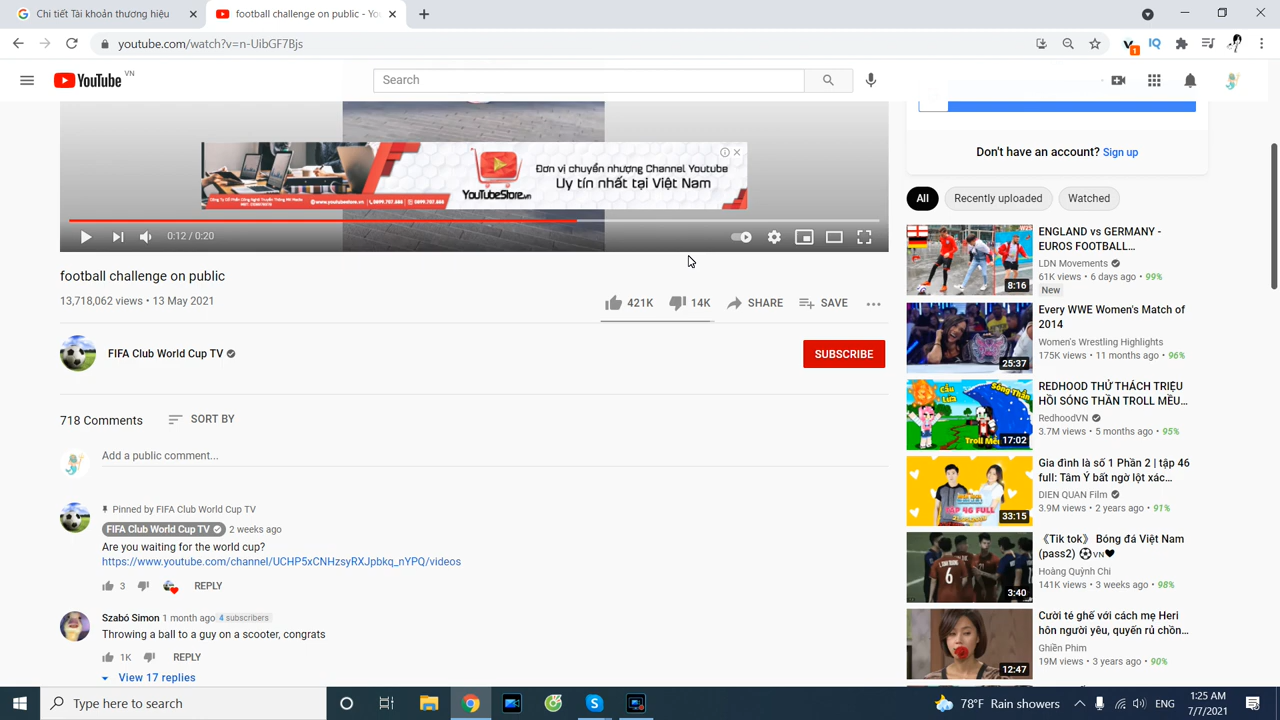 Chi tiết Tài khoản thương hiệu
football challenge on public - Yo
youtube.com/watch?v=n-UibGF7Bjs
1
IQ
YouTube VN
Search
Đơn vị chuyển nhượng Channel Youtube
Uy tín nhất tại Việt Nam
YouTubeStore.vn
0:12 / 0:20
football challenge on public
13,718,062 views • 13 May 2021
421K
14K
SHARE
SAVE
FIFA Club World Cup TV
SUBSCRIBE
718 Comments
SORT BY
Add a public comment...
Pinned by FIFA Club World Cup TV
FIFA Club World Cup TV 2 weeks ago
Are you waiting for the world cup?
https://www.youtube.com/channel/UCHP5xCNHzsyRXJpbkq_nYPQ/videos
3
REPLY
Szabó Simon 1 month ago 4 subscribers
Throwing a ball to a guy on a scooter, congrats
1K
REPLY
View 17 replies
Don't have an account? Sign up
All
Recently uploaded
Watched
8:16
ENGLAND vs GERMANY -
EUROS FOOTBALL...
LDN Movements
61K views • 6 days ago • 99%
New
25:37
Every WWE Women's Match of
2014
Women's Wrestling Highlights
175K views • 11 months ago • 96%
17:02
REDHOOD THỬ THÁCH TRIỆU
HỒI SÓNG THẦN TROLL MỀU...
RedhoodVN
3.7M views • 5 months ago • 95%
33:15
Gia đình là số 1 Phần 2 | tập 46
full: Tâm Ý bất ngờ lột xác...
DIEN QUAN Film
3.9M views • 2 years ago • 91%
6
3:40
《Tik tok》 Bóng đá Việt Nam
(pass2) ⚽VN🖤
Hoàng Quỳnh Chi
141K views • 3 weeks ago • 98%
12:47
Cười té ghế với cách mẹ Heri
hôn người yêu, quyến rủ chồn...
Ghiền Phim
19M views • 3 years ago • 90%
Type here to search
78°F Rain showers
ENG
1:25 AM
7/7/2021